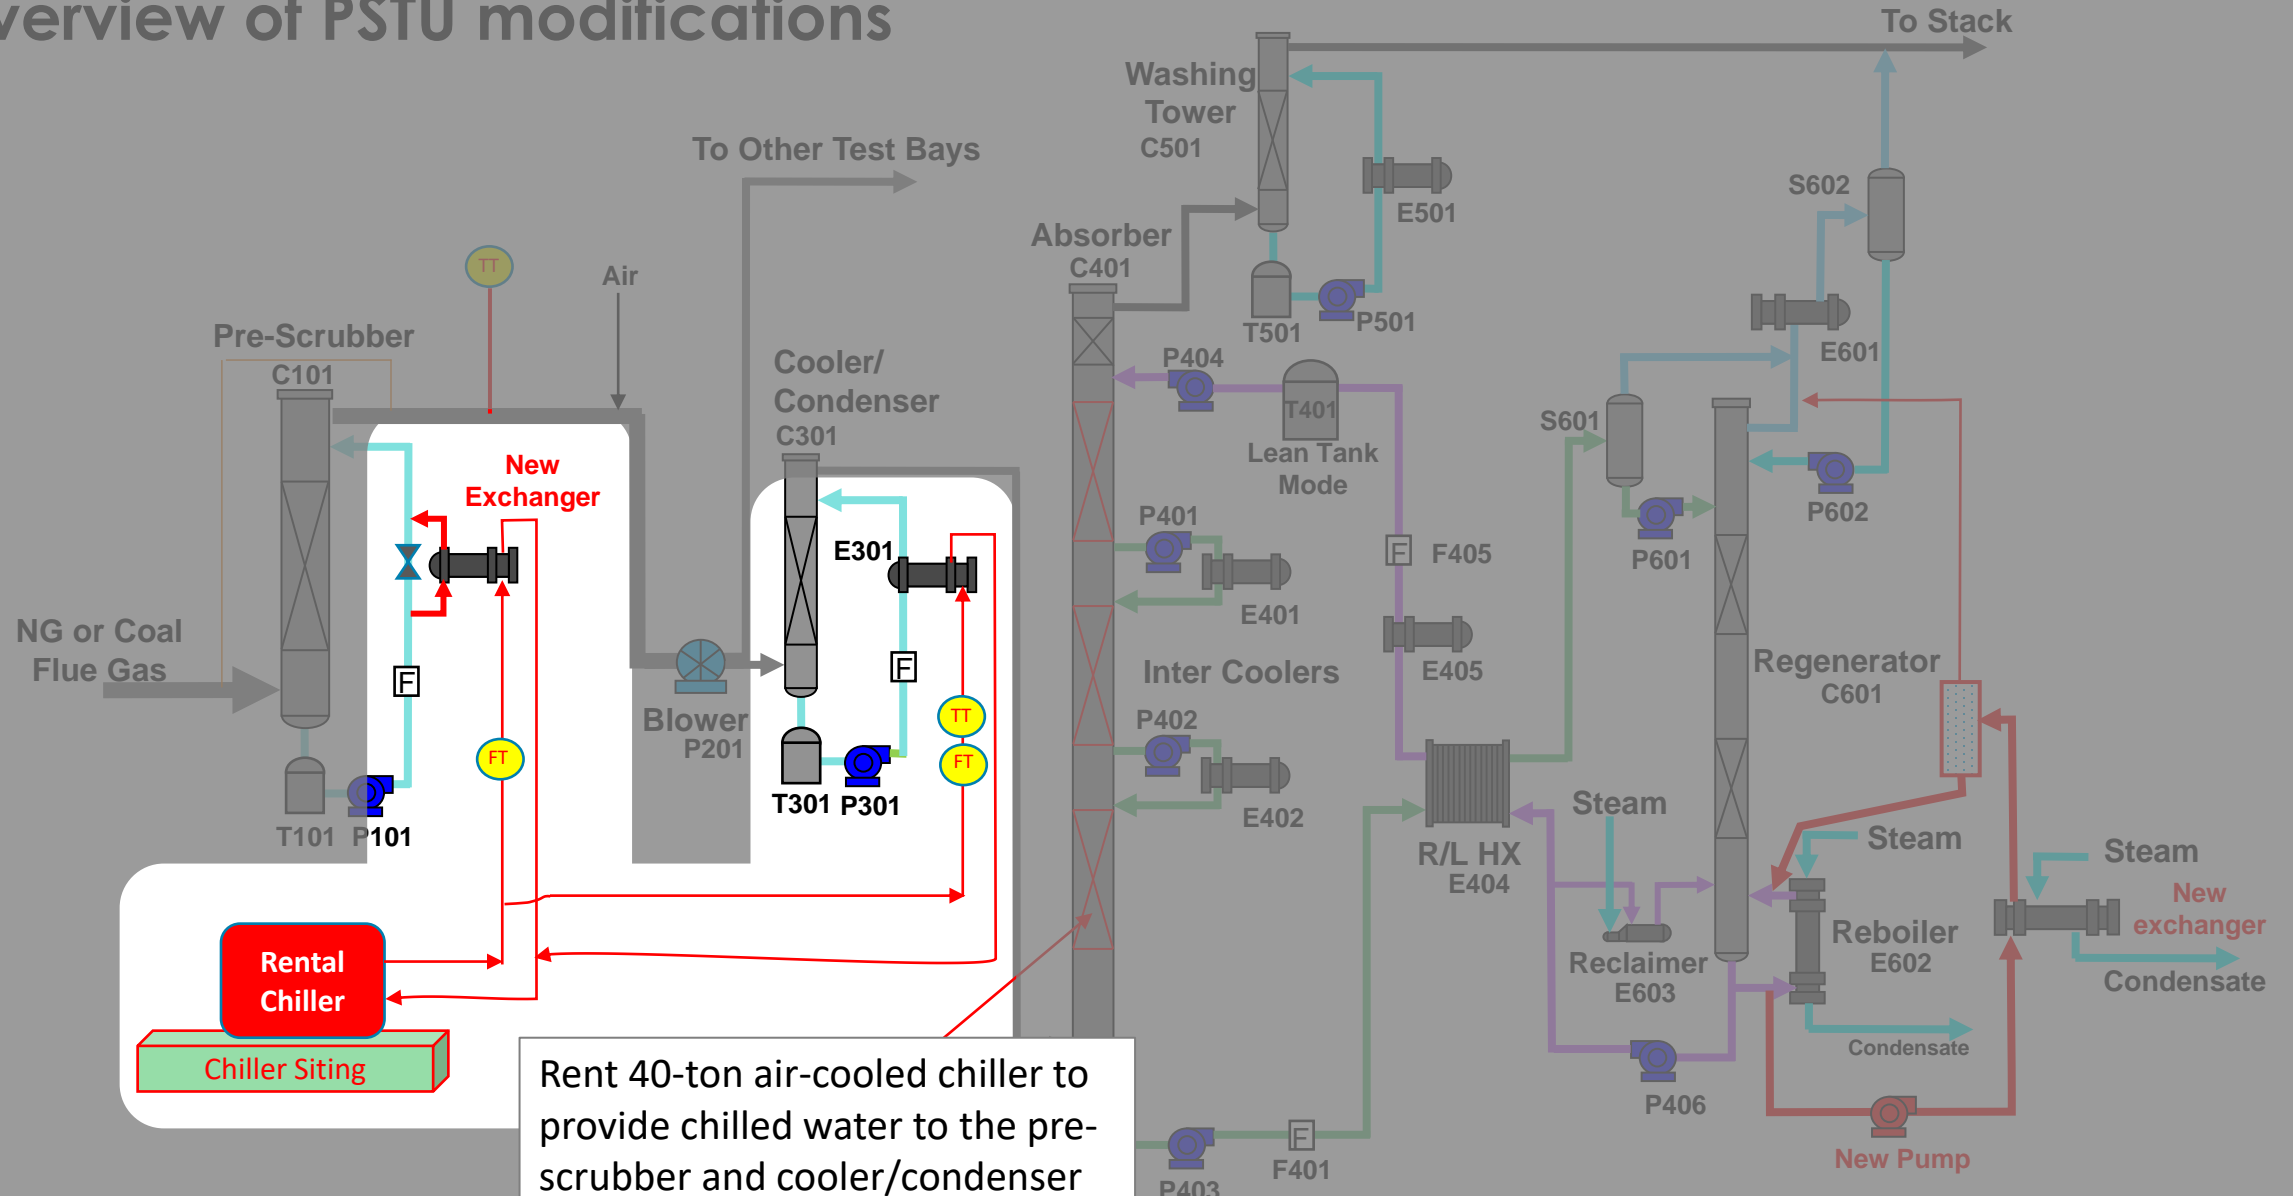 verview of PSTU modifications
To Stack
Washing
Tower
C501
To Other Test Bays
S602
E501
Absorber
C401
TT
Air
Pre-Scrubber
C101
T501
P501
E601
Cooler/
Condenser
C301
P404
T401
Lean Tank
Mode
S601
New
Exchanger
P602
P401
P601
E301
F
F405
E401
NG or Coal
Flue Gas
F
F
Inter Coolers
E405
Regenerator
C601
Blower
P201
TT
P402
FT
FT
T301
P301
T101
P101
E402
R/L HX
E404
Steam
Steam
Steam
New
exchanger
Reboiler
E602
Rental
Chiller
Reclaimer
E603
Condensate
Condensate
Chiller Siting
Rent 40-ton air-cooled chiller to
provide chilled water to the pre-
scrubber and cooler/condenser
P406
F
F401
New Pump
P403